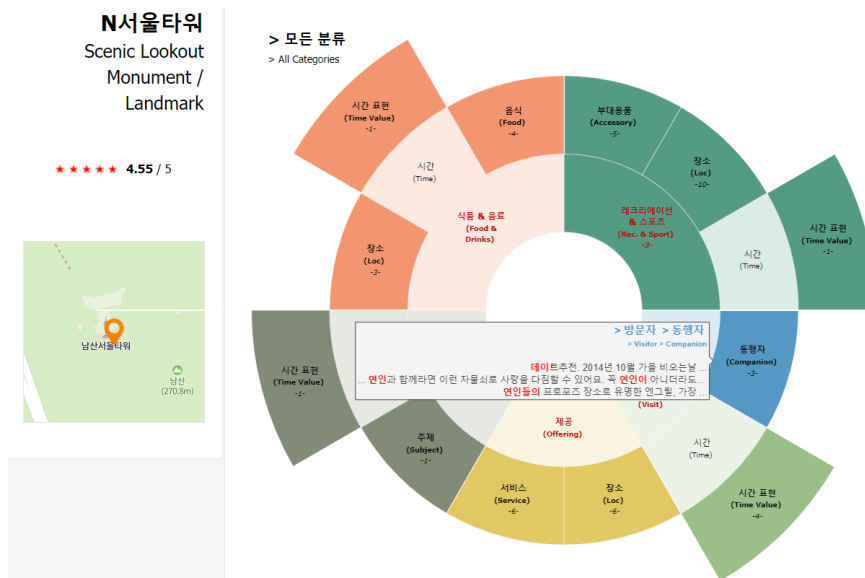 N서울타워
Scenic Lookout
Monument /
Landmark
★★★★★ 4.55 / 5
남산서울타워
남산
(270.8m)
> 모든 분류
> All Categories
시간 표현
(Time Value)
-1-
음식
(Food)
-4-
부대용품
(Accessory)
-5-
장소
(Loc)
-10-
시간
(Time)
식품 & 음료
(Food &
Drinks)
레크리에이션
& 스포츠
(Rec. & Sport)
-3-
장소
(Loc)
-3-
시간
(Time)
시간 표현
(Time Value)
-1-
> 방문자 > 동행자
> Visitor > Companion
데이트추천. 2014년 10월 가을 비오는날 ...
... 연인과 함께라면 이런 자물쇠로 사랑을 다짐할 수 있어요. 꼭 연인이 아니더라도...
연인들의 프로포즈 장소로 유명한 엔그릴, 가장 ...
시간 표현
(Time Value)
-1-
동행자
(Companion)
-3-
(Visit)
제공
(Offering)
주제
(Subject)
-1-
시간
(Time)
서비스
(Service)
-6-
장소
(Loc)
-6-
시간 표현
(Time Value)
-4-